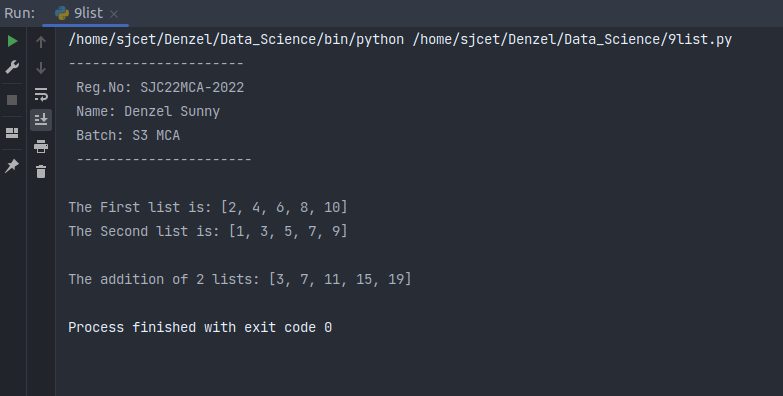 Run: 9list
/home/sjcet/Denzel/Data_Science/bin/python /home/sjcet/Denzel/Data_Science/9list.py
----------------------
Reg.No: SJC22MCA-2022
Name: Denzel Sunny
Batch: S3 MCA
----------------------
The First list is: [2, 4, 6, 8, 10]
The Second list is: [1, 3, 5, 7, 9]
The addition of 2 lists: [3, 7, 11, 15, 19]
Process finished with exit code 0